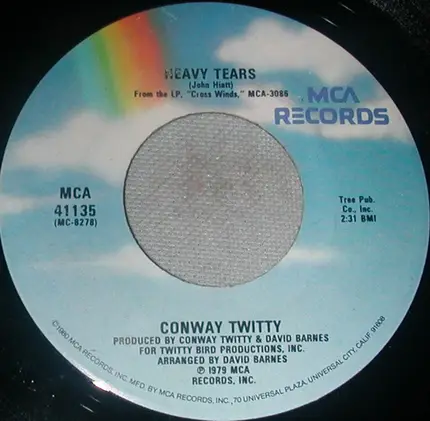 HEAVY TEARS
(John Hiatt)
From the LP, "Cross Winds," MCA-3086
MCA
RECORDS
MCA
41135
(MC-8278)
Tree Pub.
Co., Inc.
2:31 BMI
CONWAY TWITTY
PRODUCED BY CONWAY TWITTY & DAVID BARNES
FOR TWITTY BIRD PRODUCTIONS, INC.
ARRANGED BY DAVID BARNES
℗ 1979 MCA
RECORDS, INC.
©1980 MCA RECORDS, INC. MFD. BY MCA RECORDS, INC., 70 UNIVERSAL PLAZA, UNIVERSAL CITY, CALIF. 91608